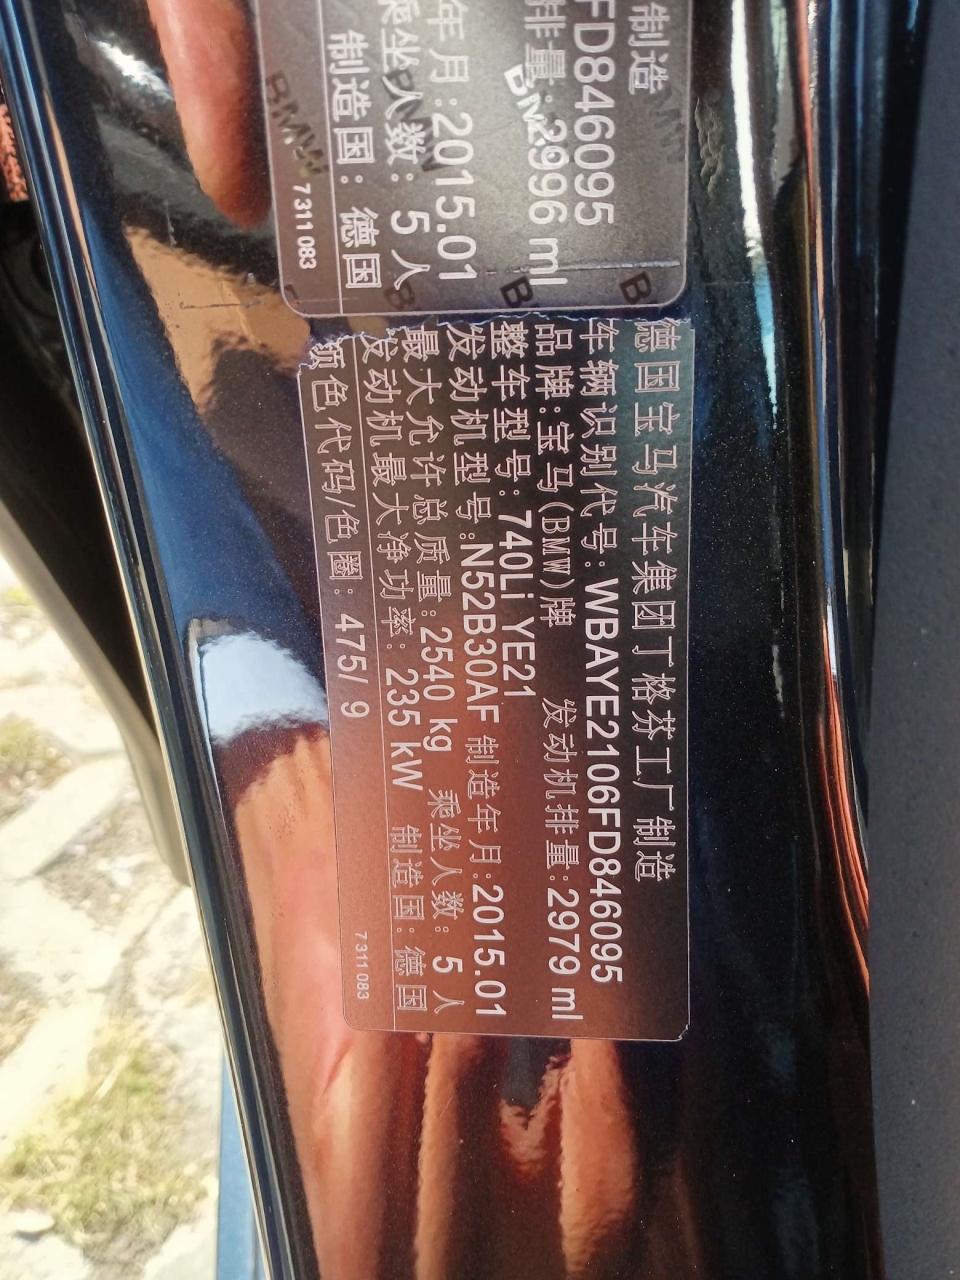 制造
FD846095
排量:2996 ml
年月:2015.01
乘坐人数: 5 人
制造国: 德国
7 311 083
BMW
德国宝马汽车集团丁格芬工厂制造
车辆识别代号:WBAYE2106FD846095
品牌:宝马(BMW)牌 发动机排量:2979 ml
整车型号:740Li YE21
发动机型号:N52B30AF 制造年月:2015.01
最大允许总质量:2540 kg 乘坐人数: 5 人
发动机最大净功率: 235 kW 制造国: 德国
颜色代码/色圈: 475/ 9
7 311 083